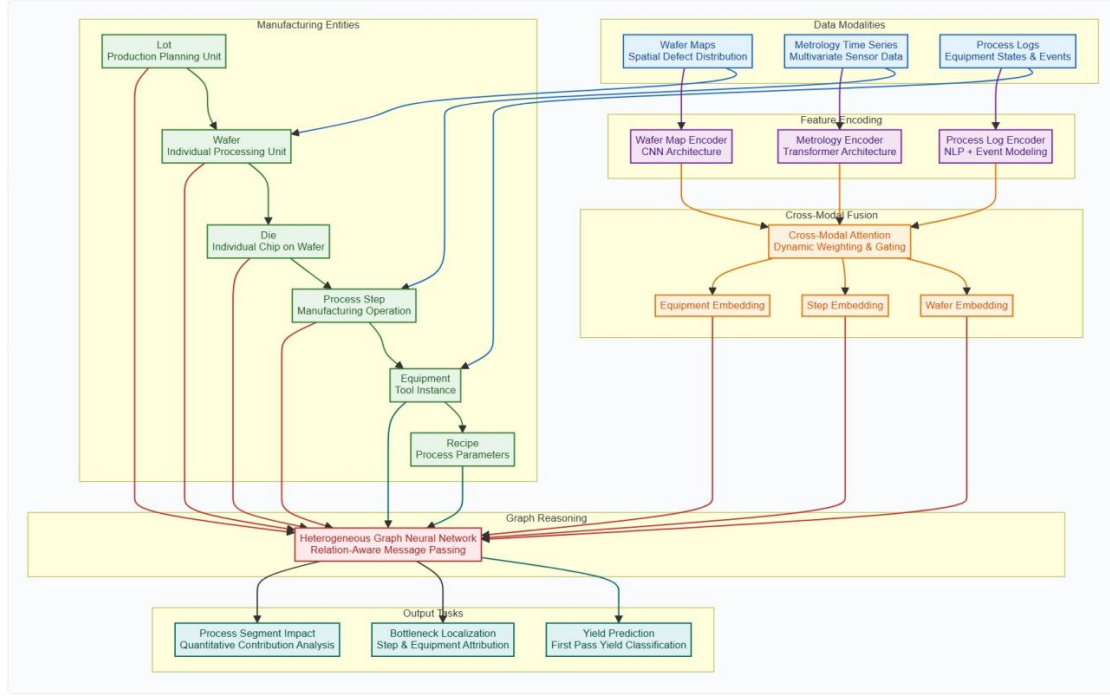 Manufacturing Entities
Lot
Production Planning Unit
Wafer
Individual Processing Unit
Die
Individual Chip on Wafer
Process Step
Manufacturing Operation
Equipment
Tool Instance
Recipe
Process Parameters
Data Modalities
Wafer Maps
Spatial Defect Distribution
Metrology Time Series
Multivariate Sensor Data
Process Logs
Equipment States & Events
Feature Encoding
Wafer Map Encoder
CNN Architecture
Metrology Encoder
Transformer Architecture
Process Log Encoder
NLP + Event Modeling
Cross-Modal Fusion
Cross-Modal Attention
Dynamic Weighting & Gating
Equipment Embedding
Step Embedding
Wafer Embedding
Graph Reasoning
Heterogeneous Graph Neural Network
Relation-Aware Message Passing
Output Tasks
Process Segment Impact
Quantitative Contribution Analysis
Bottleneck Localization
Step & Equipment Attribution
Yield Prediction
First Pass Yield Classification